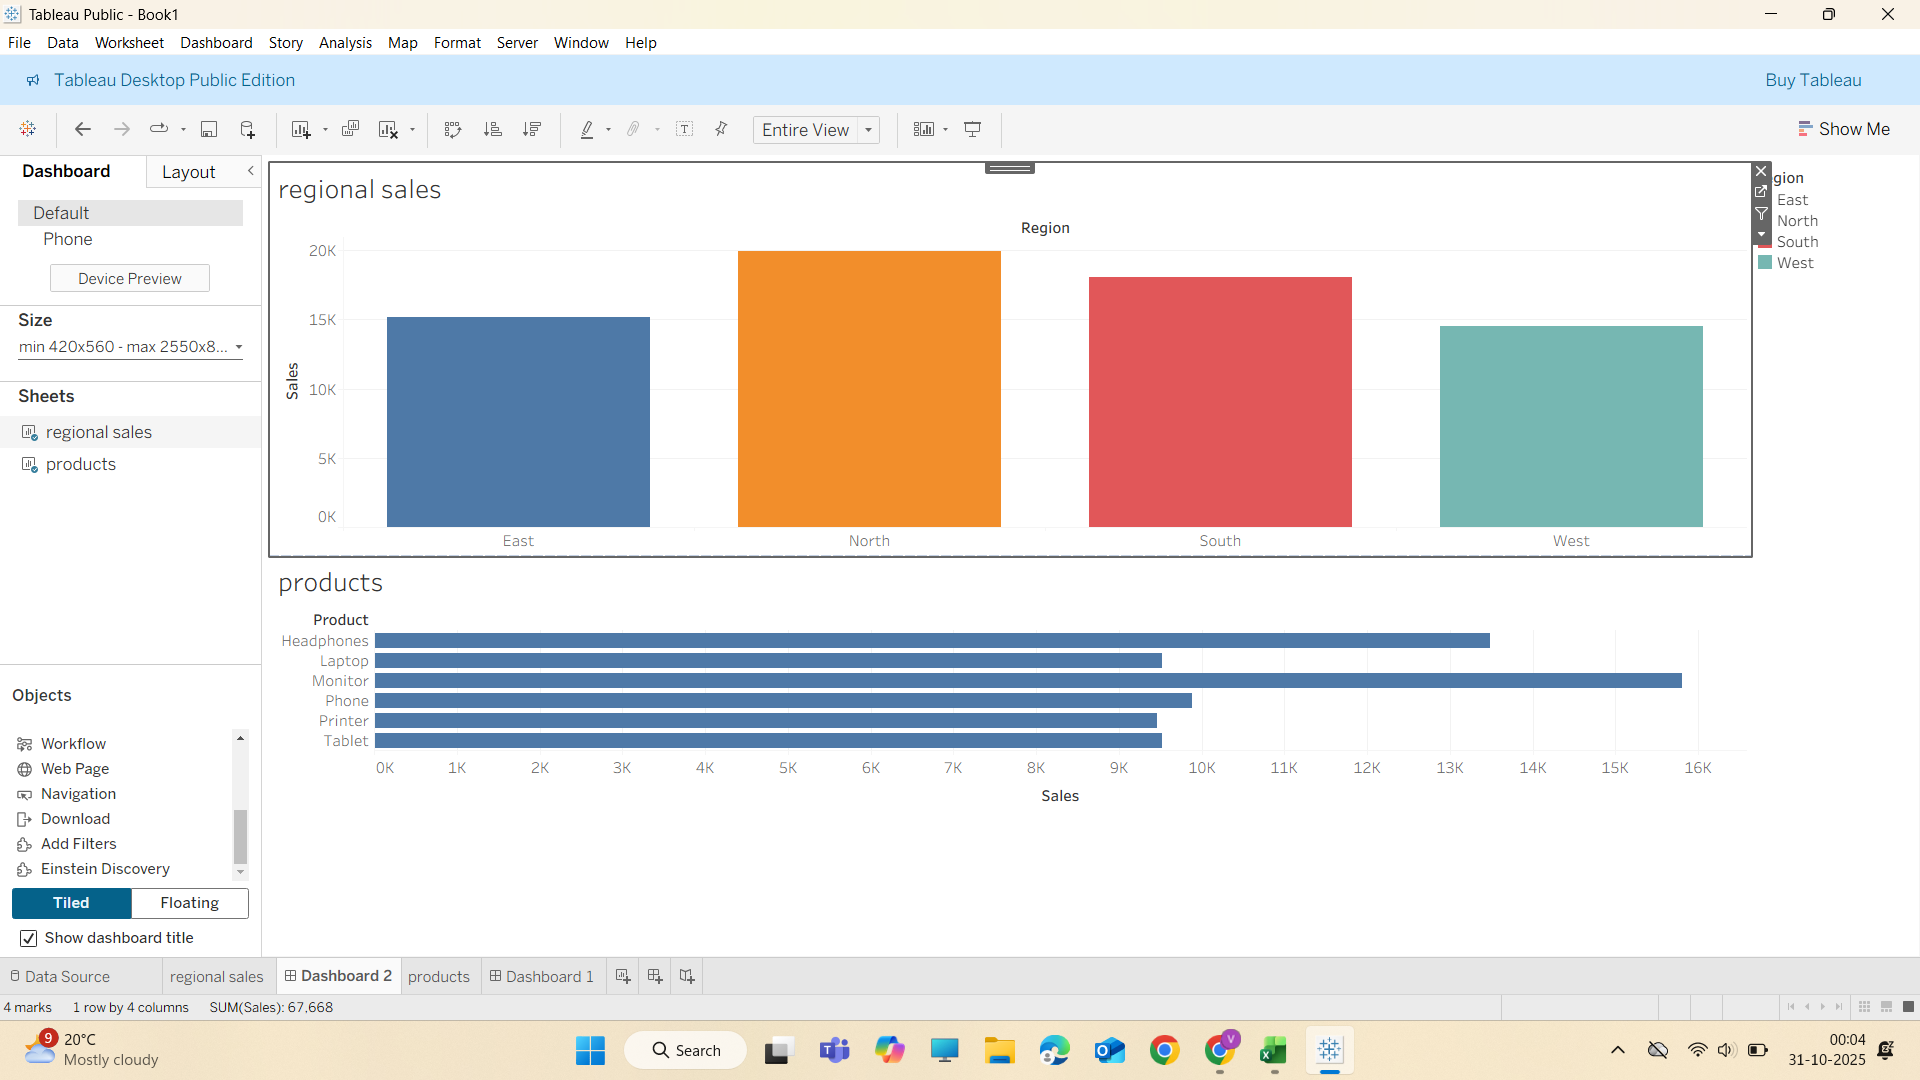 Tableau Public - Book1
File Data Worksheet Dashboard Story Analysis Map Format Server Window Help
Tableau Desktop Public Edition
Buy Tableau
Entire View
Show Me
Dashboard
Layout
Default
Phone
Device Preview
Size
min 420x560 - max 2550x8...
Sheets
regional sales
products
Objects
Workflow
Web Page
Navigation
Download
Add Filters
Einstein Discovery
Tiled
Floating
Show dashboard title
regional sales
Region
20K
15K
10K
5K
0K
Sales
East North South West
gion
East
North
South
West
products
Product
Headphones
Laptop
Monitor
Phone
Printer
Tablet
0K 1K 2K 3K 4K 5K 6K 7K 8K 9K 10K 11K 12K 13K 14K 15K 16K
Sales
Data Source regional sales Dashboard 2 products Dashboard 1
4 marks 1 row by 4 columns SUM(Sales): 67,668
9
20°C
Mostly cloudy
Search
V
00:04
31-10-2025